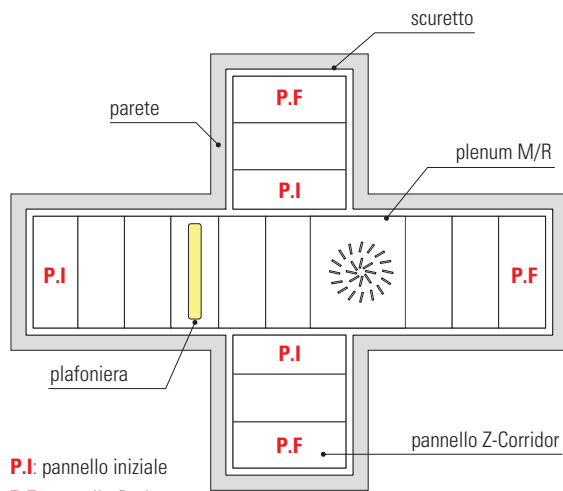 scuretto
P.F
parete
plenum M/R
P.I
P.I
P.F
P.I
plafoniera
P.F
pannello Z-Corridor
P.I: pannello iniziale